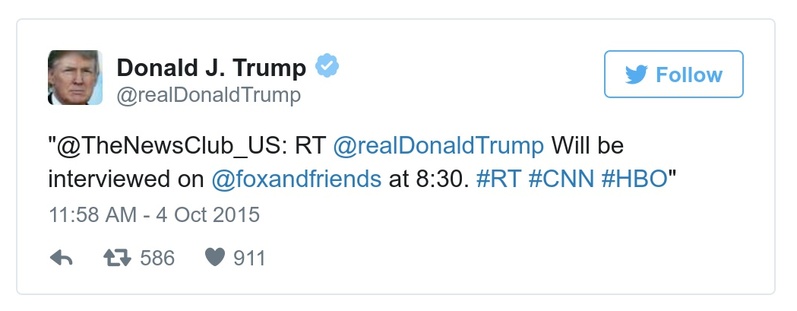 Donald J. Trump
@realDonaldTrump
Follow
"@TheNewsClub_US: RT @realDonaldTrump Will be
interviewed on @foxandfriends at 8:30. #RT #CNN #HBO"
11:58 AM - 4 Oct 2015
586 911